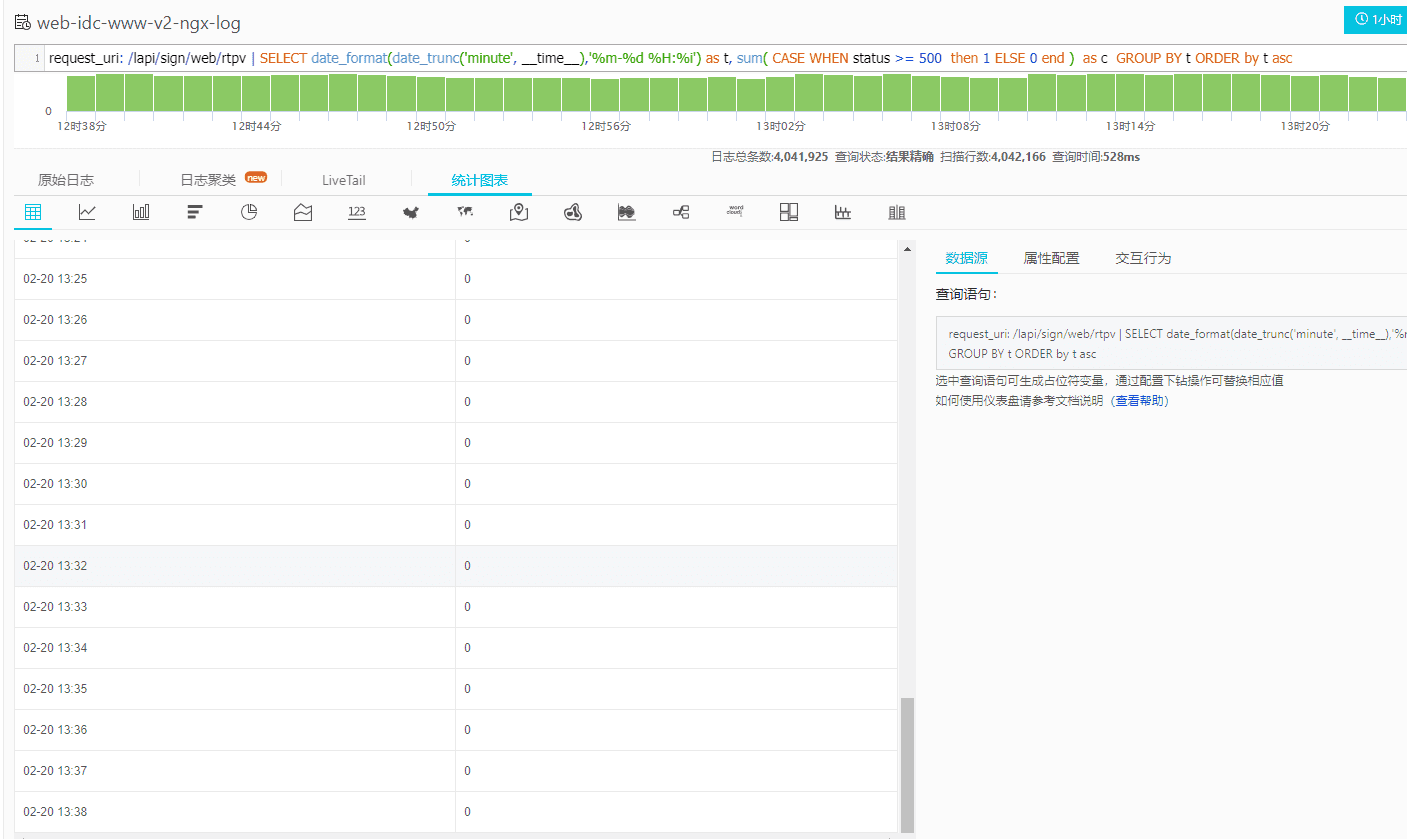 web-idc-www-v2-ngx-log
1小时
1 request_uri: /lapi/sign/web/rtpv | SELECT date_format(date_trunc('minute', __time__),'%m-%d %H:%i') as t, sum( CASE WHEN status >= 500 then 1 ELSE 0 end ) as c GROUP BY t ORDER by t asc
0
12时38分 12时44分 12时50分 12时56分 13时02分 13时08分 13时14分 13时20分
日志总条数:4,041,925 查询状态:结果精确 扫描行数:4,042,166 查询时间:528ms
原始日志 日志聚类 new LiveTail 统计图表
123 word cloud
数据源 属性配置 交互行为
查询语句：
request_uri: /lapi/sign/web/rtpv | SELECT date_format(date_trunc('minute', __time__),'%
GROUP BY t ORDER by t asc
选中查询语句可生成占位符变量，通过配置下钻操作可替换相应值
如何使用仪表盘请参考文档说明（查看帮助）
02-20 13:25 0
02-20 13:26 0
02-20 13:27 0
02-20 13:28 0
02-20 13:29 0
02-20 13:30 0
02-20 13:31 0
02-20 13:32 0
02-20 13:33 0
02-20 13:34 0
02-20 13:35 0
02-20 13:36 0
02-20 13:37 0
02-20 13:38 0